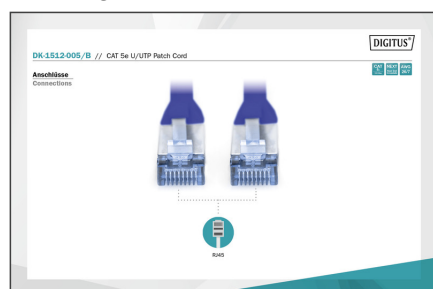 DIGITUS®
DK-1512-005/B // CAT 5e U/UTP Patch Cord
Anschlüsse
Connections
RJ45